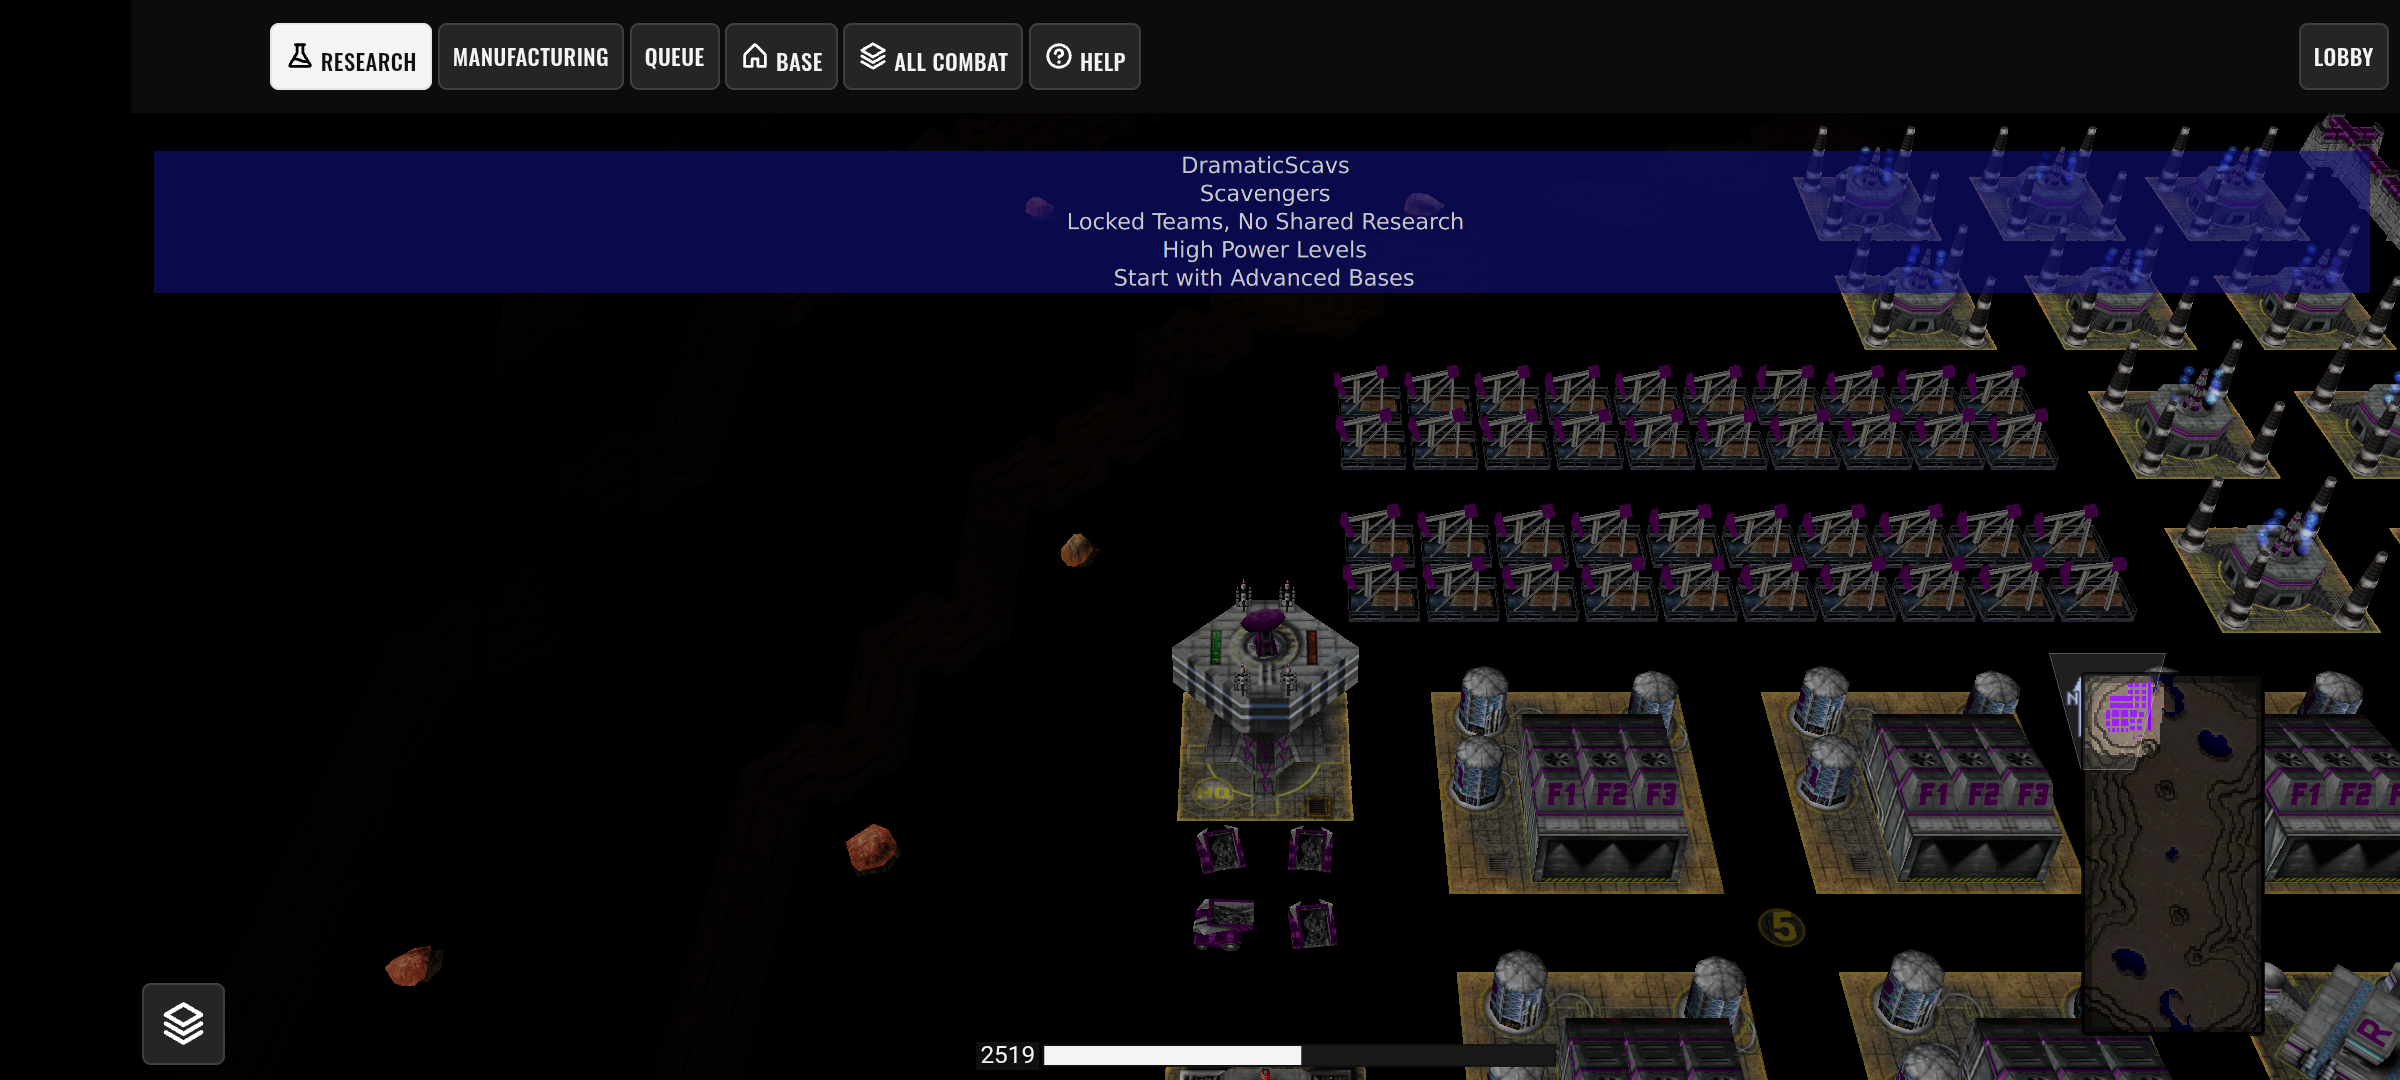 RESEARCH
MANUFACTURING
QUEUE
BASE
ALL COMBAT
HELP
LOBBY
DramaticScavs
Scavengers
Locked Teams, No Shared Research
High Power Levels
Start with Advanced Bases
N
HQ
F1 F2 F3
F1 F2 F3
F1 F2
5
R
2519